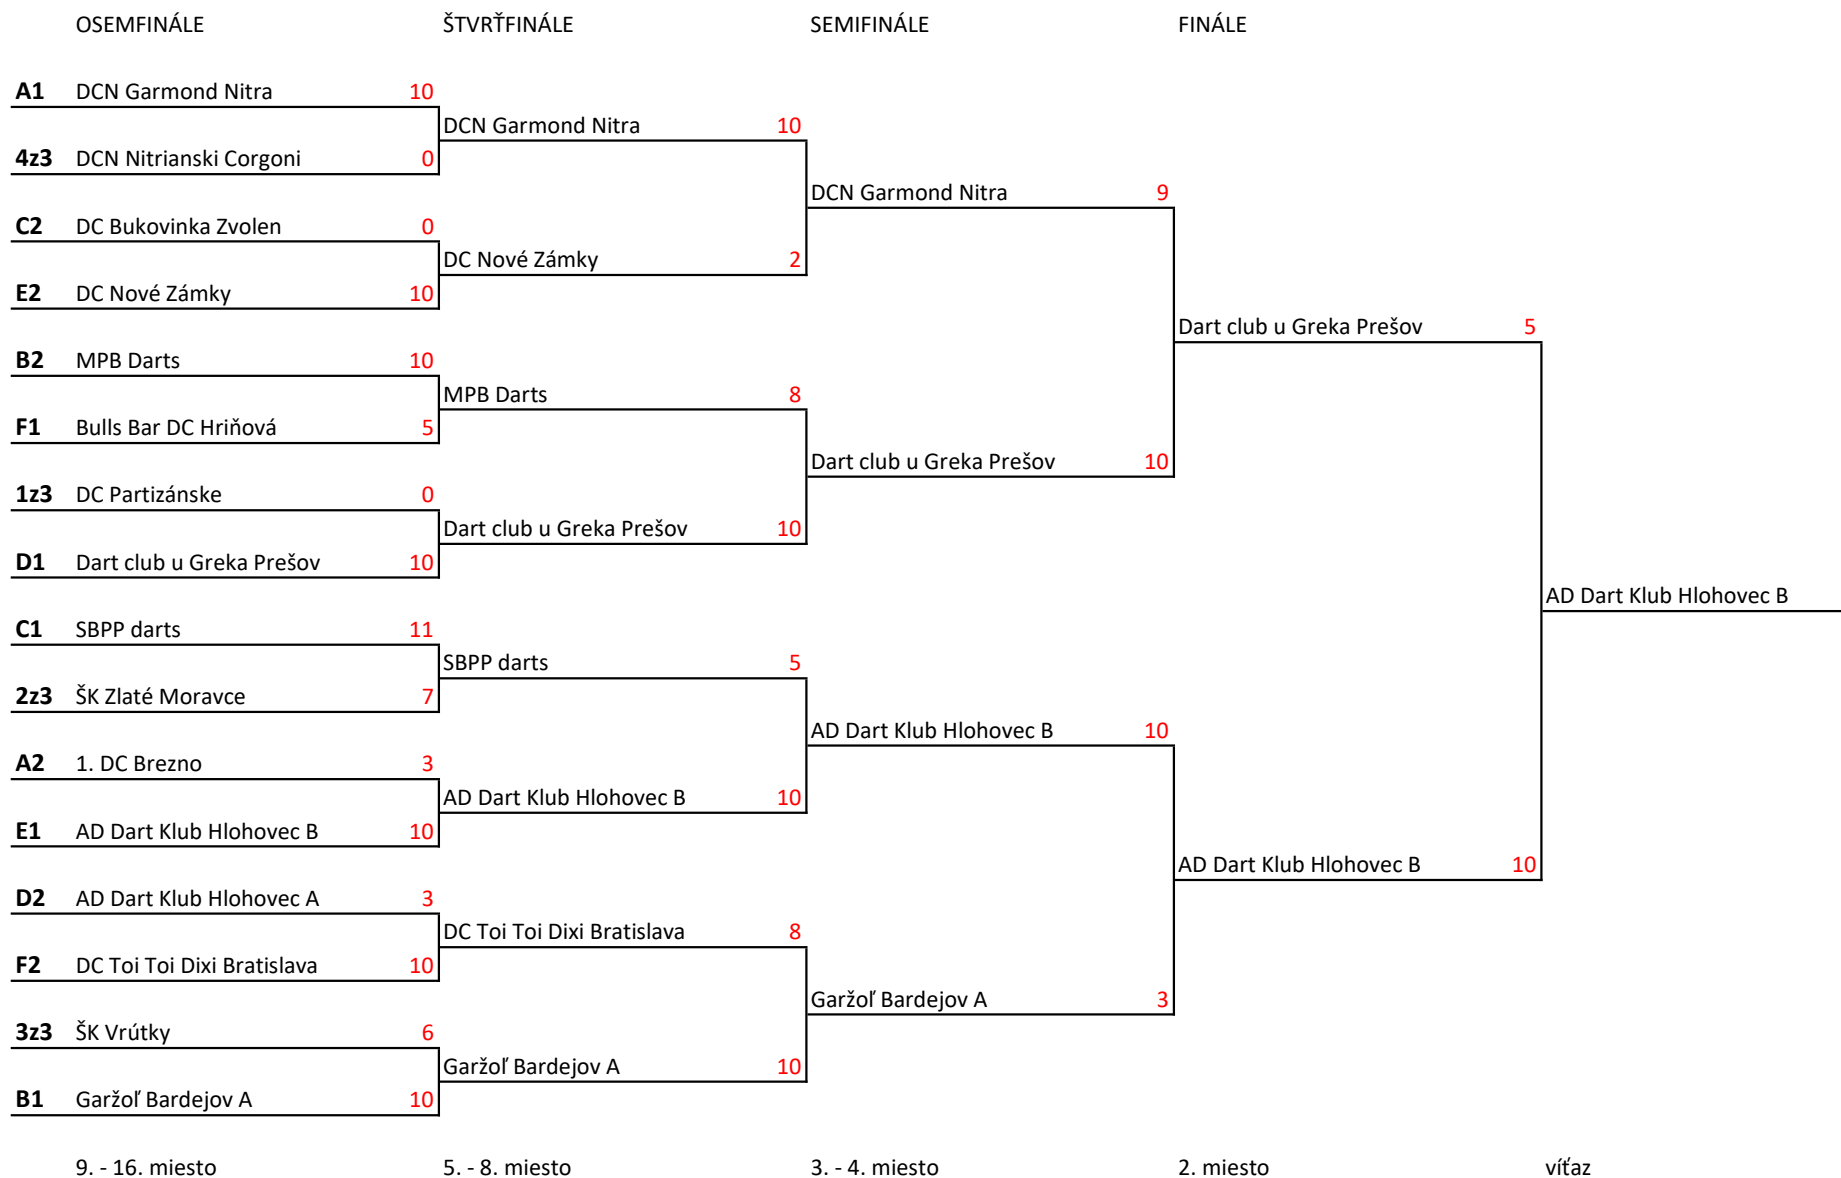 OSEMFINÁLE ŠTVRŤFINÁLE SEMIFINÁLE FINÁLE
A1 DCN Garmond Nitra 10
DCN Garmond Nitra 10
4z3 DCN Nitrianski Corgoni 0
DCN Garmond Nitra 9
C2 DC Bukovinka Zvolen 0
DC Nové Zámky 2
E2 DC Nové Zámky 10
Dart club u Greka Prešov 5
B2 MPB Darts 10
MPB Darts 8
F1 Bulls Bar DC Hriňová 5
Dart club u Greka Prešov 10
1z3 DC Partizánske 0
Dart club u Greka Prešov 10
D1 Dart club u Greka Prešov 10
AD Dart Klub Hlohovec B
C1 SBPP darts 11
SBPP darts 5
2z3 ŠK Zlaté Moravce 7
AD Dart Klub Hlohovec B 10
A2 1. DC Brezno 3
AD Dart Klub Hlohovec B 10
E1 AD Dart Klub Hlohovec B 10
AD Dart Klub Hlohovec B 10
D2 AD Dart Klub Hlohovec A 3
DC Toi Toi Dixi Bratislava 8
F2 DC Toi Toi Dixi Bratislava 10
Garžoľ Bardejov A 3
3z3 ŠK Vrútky 6
Garžoľ Bardejov A 10
B1 Garžoľ Bardejov A 10
9. - 16. miesto 5. - 8. miesto 3. - 4. miesto 2. miesto víťaz